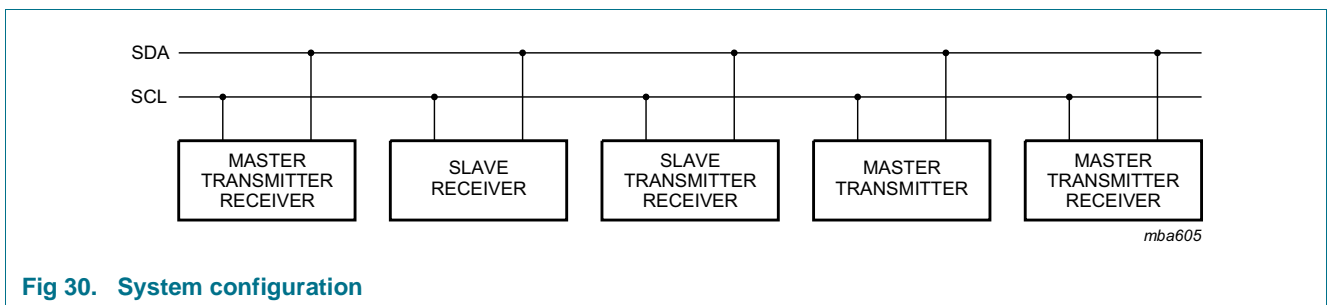 SDA
SCL
MASTER
TRANSMITTER
RECEIVER
SLAVE
RECEIVER
SLAVE
TRANSMITTER
RECEIVER
MASTER
TRANSMITTER
MASTER
TRANSMITTER
RECEIVER
mba605
Fig 30. System configuration